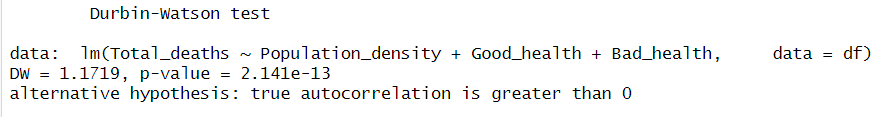 Durbin-Watson test
data:  lm(Total_deaths ~ Population_density + Good_health + Bad_health,     data = df)
DW = 1.1719, p-value = 2.141e-13
alternative hypothesis: true autocorrelation is greater than 0